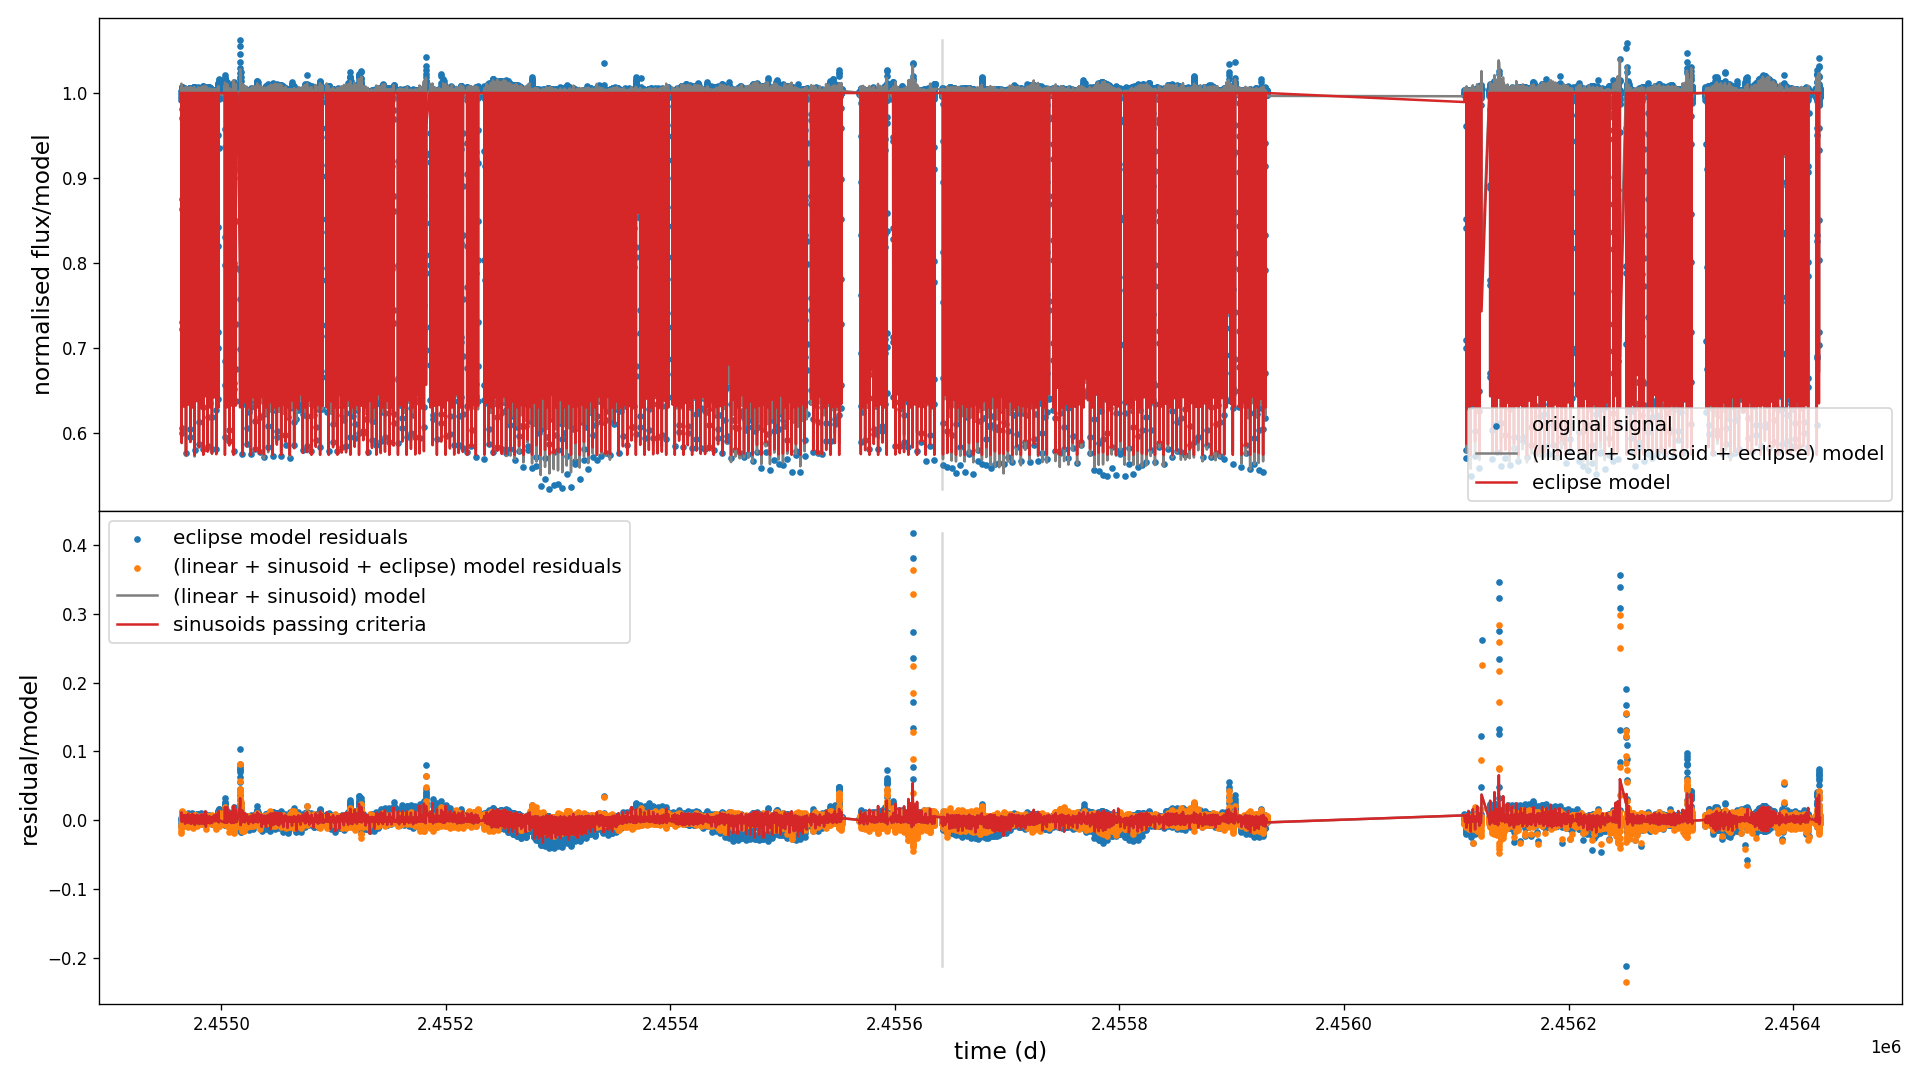 normalised flux/model
1.0
0.9
0.8
0.7
0.6
original signal
(linear + sinusoid + eclipse) model
eclipse model
residual/model
0.4
0.3
0.2
0.1
0.0
−0.1
−0.2
eclipse model residuals
(linear + sinusoid + eclipse) model residuals
(linear + sinusoid) model
sinusoids passing criteria
2.4550 2.4552 2.4554 2.4556 2.4558 2.4560 2.4562 2.4564
1e6
time (d)